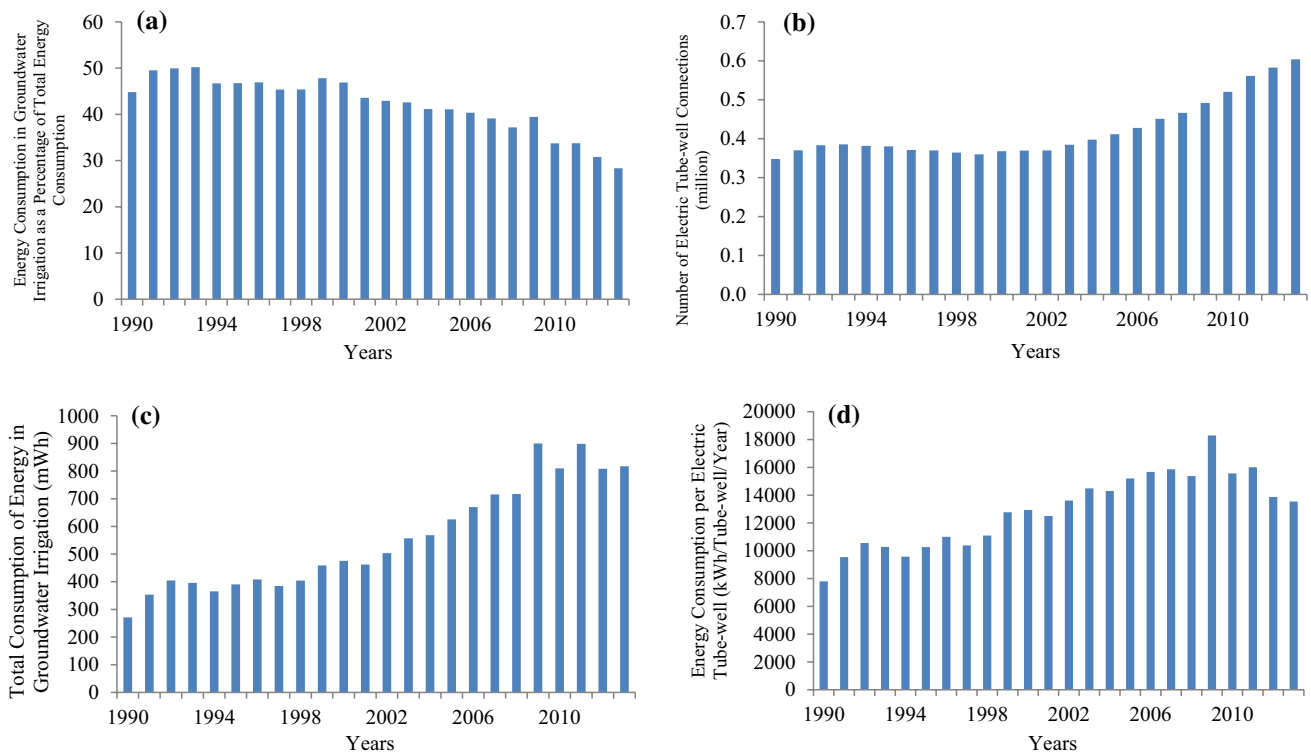 (a)
Energy Consumption in Groundwater
Irrigation as a Percentage of Total Energy
Consumption
60
50
40
30
20
10
0
1990 1994 1998 2002 2006 2010
Years
(b)
Number of Electric Tube-well Connections
(million)
0.7
0.6
0.5
0.4
0.3
0.2
0.1
0.0
1990 1994 1998 2002 2006 2010
Years
(c)
Total Consumption of Energy in
Groundwater Irrigation (mWh)
1000
900
800
700
600
500
400
300
200
100
0
1990 1994 1998 2002 2006 2010
Years
(d)
Energy Consumption per Electric
Tube-well (kWh/Tube-well/Year)
20000
18000
16000
14000
12000
10000
8000
6000
4000
2000
0
1990 1994 1998 2002 2006 2010
Years